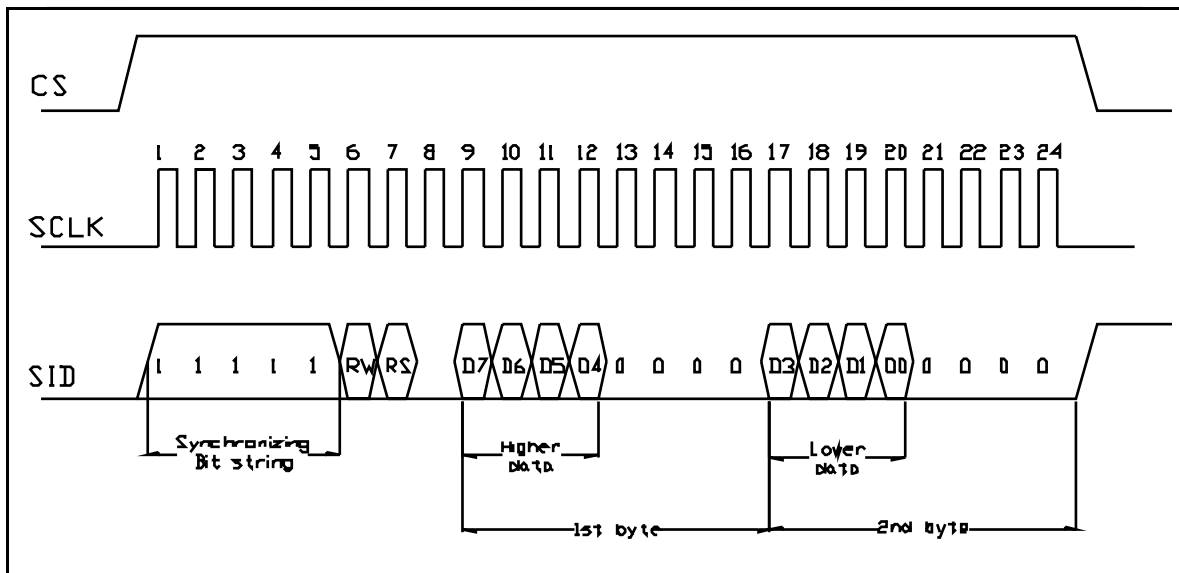 CS
1 2 3 4 5 6 7 8 9 10 11 12 13 14 15 16 17 18 19 20 21 22 23 24
SCLK
SID
1 1 1 1 1 RW RS D7 D6 D5 D4 0 0 0 0 D3 D2 D1 D0 0 0 0 0
Synchronizing
Bit string
Higher
data
Lower
data
1st byte
2nd byte